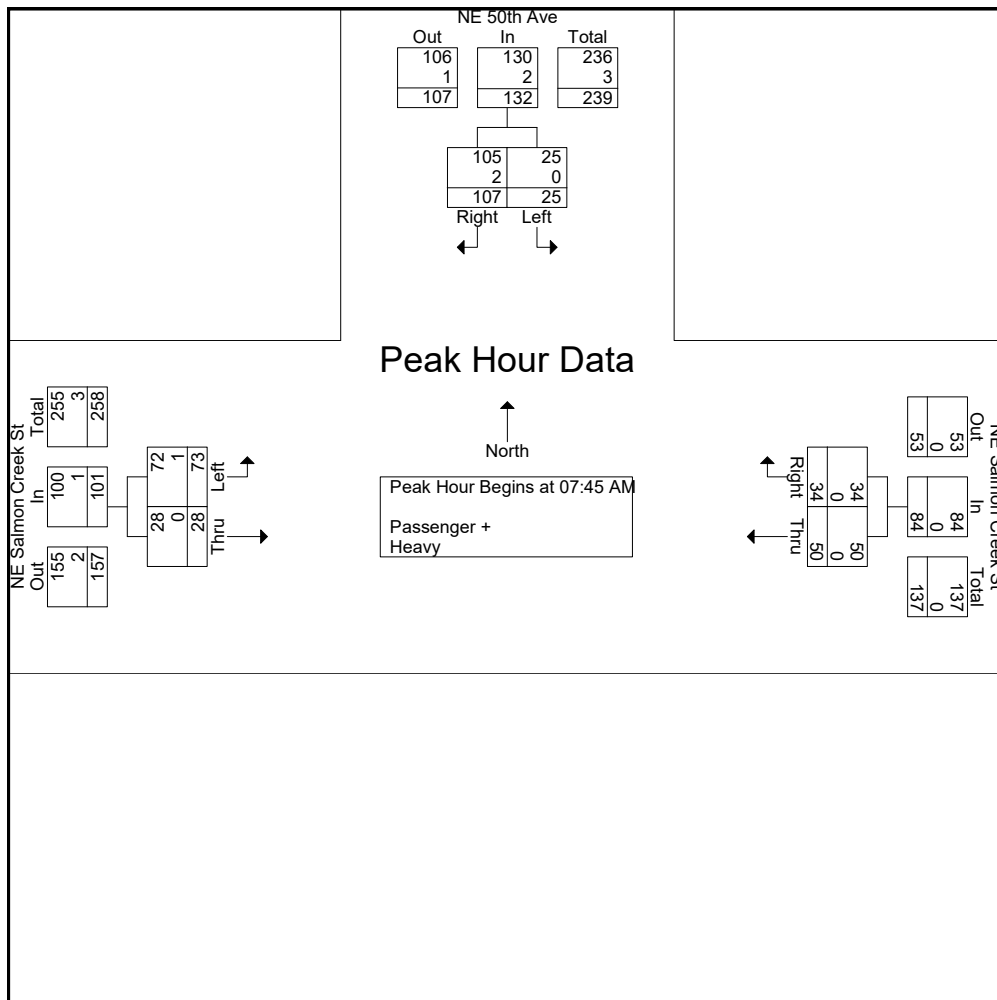 NE 50th Ave
Out In Total
106 130 236
1 2 3
107 132 239
105 25
2 0
107 25
Right Left
Peak Hour Data
North
Peak Hour Begins at 07:45 AM
Passenger +
Heavy
NE Salmon Creek St
Out In Total
155 100 255
2 1 3
157 101 258
Left
72
1
73
Thru
28
0
28
NE Salmon Creek St
Out In Total
53 84 137
0 0 0
53 84 137
Right Thru
34 50
0 0
34 50